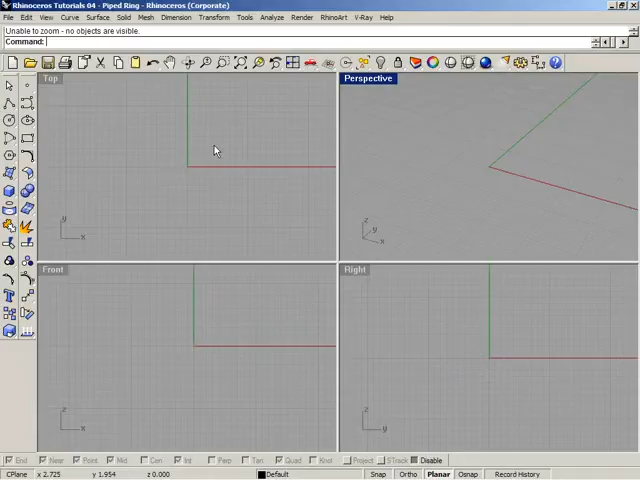 Rhinoceros Tutorials 04 - Piped Ring - Rhinoceros (Corporate)
File Edit View Curve Surface Solid Mesh Dimension Transform Tools Analyze Render RhinoArt V-Ray Help
Unable to zoom - no objects are visible.
Command:
Top
Perspective
y
x
z
y
x
Front
Right
z
x
z
y
End Near Point Mid Cen Int Perp Tan Quad Knot Project STrack Disable
CPlane x 2.725 y 1.954 z 0.000 Default Snap Ortho Planar Osnap Record History